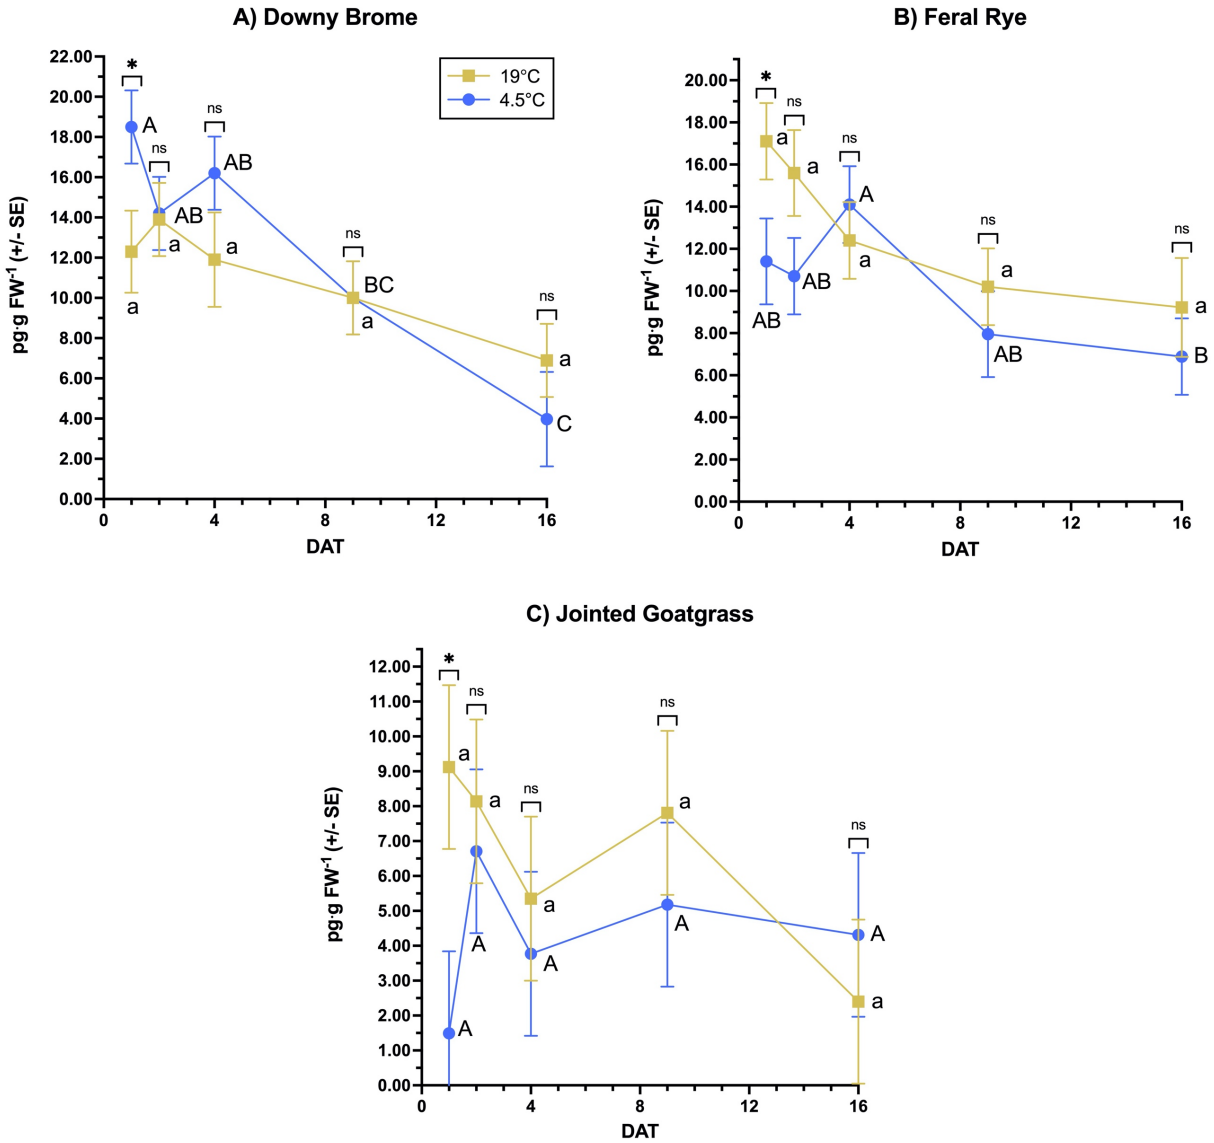 A) Downy Brome
22.00
20.00
18.00
16.00
14.00
12.00
10.00
8.00
6.00
4.00
2.00
0.00
pg·g FW-1 (+/- SE)
0 4 8 12 16
DAT
19°C
4.5°C
*
ns
ns
ns
ns
A
AB
AB
BC
C
a
a
a
a
a
B) Feral Rye
20.00
18.00
16.00
14.00
12.00
10.00
8.00
6.00
4.00
2.00
0.00
pg·g FW-1 (+/- SE)
0 4 8 12 16
DAT
*
ns
ns
ns
ns
a
a
a
a
a
AB
AB
A
AB
B
C) Jointed Goatgrass
12.00
11.00
10.00
9.00
8.00
7.00
6.00
5.00
4.00
3.00
2.00
1.00
0.00
pg·g FW-1 (+/- SE)
0 4 8 12 16
DAT
*
ns
ns
ns
ns
a
a
a
a
a
A
A
A
A
A